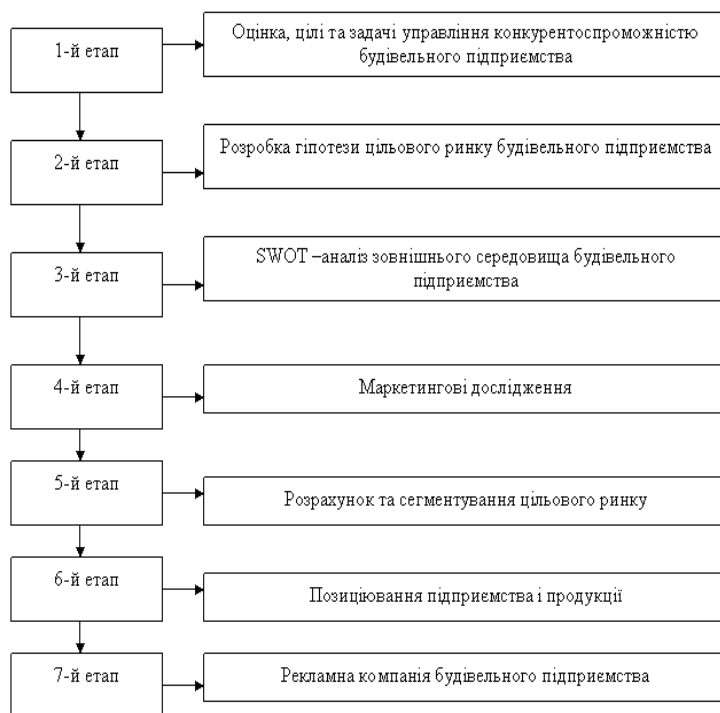 1-й етап
Оцінка, цілі та задачі управління конкурентоспроможністю
будівельного підприємства
2-й етап
Розробка гіпотези цільового ринку будівельного підприємства
3-й етап
SWOT –аналіз зовнішнього середовища будівельного
підприємства
4-й етап
Маркетингові дослідження
5-й етап
Розрахунок та сегментування цільового ринку
6-й етап
Позиціювання підприємства і продукції
7-й етап
Рекламна компанія будівельного підприємства